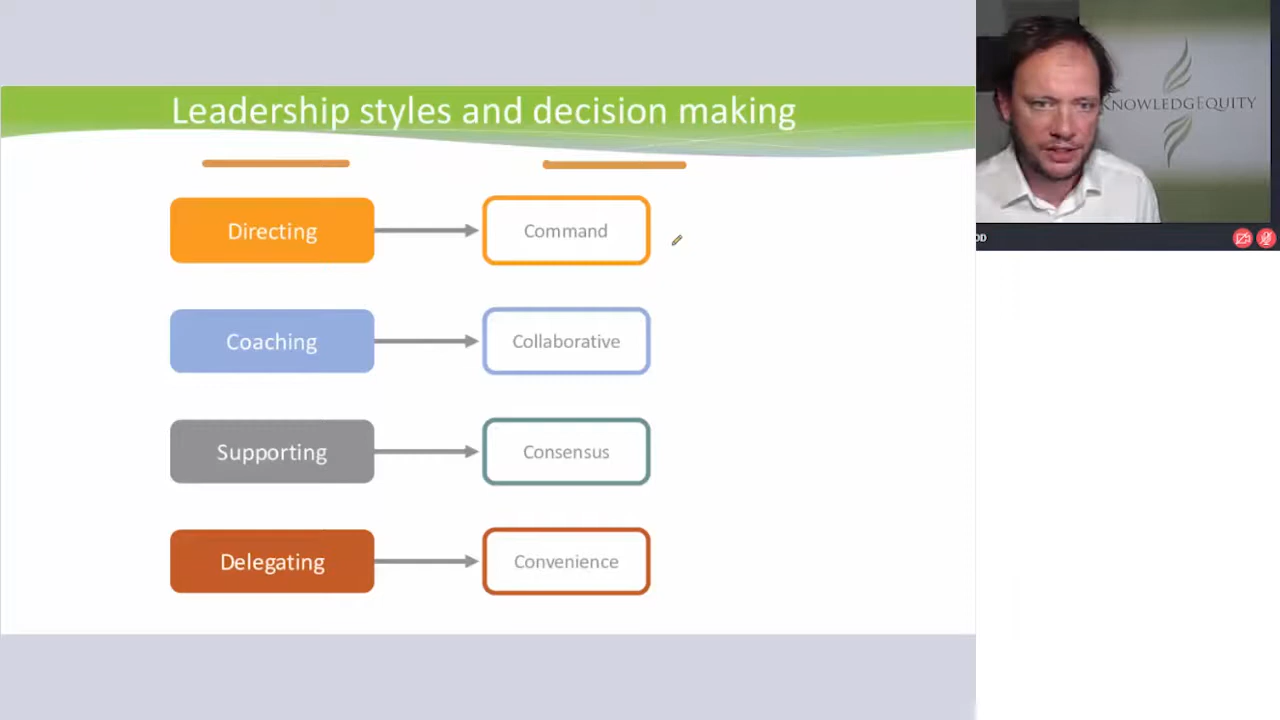 Leadership styles and decision making
Directing
Command
Coaching
Collaborative
Supporting
Consensus
Delegating
Convenience
KNOWLEDGEQUITY